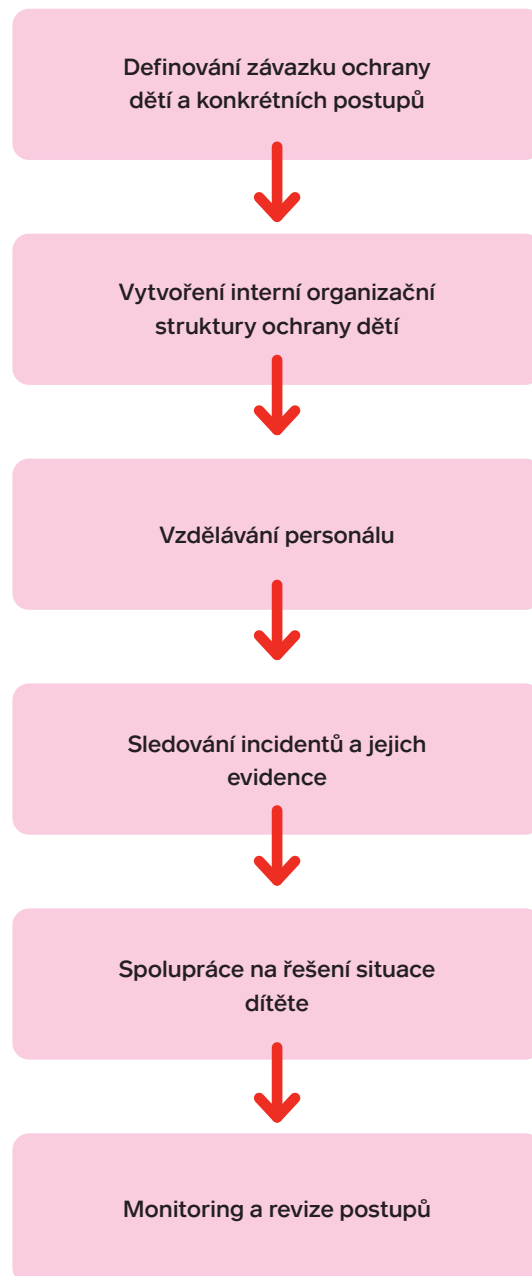 Definování závazku ochrany
dětí a konkrétních postupů
Vytvoření interní organizační
struktury ochrany dětí
Vzdělávání personálu
Sledování incidentů a jejich
evidence
Spolupráce na řešení situace
dítěte
Monitoring a revize postupů